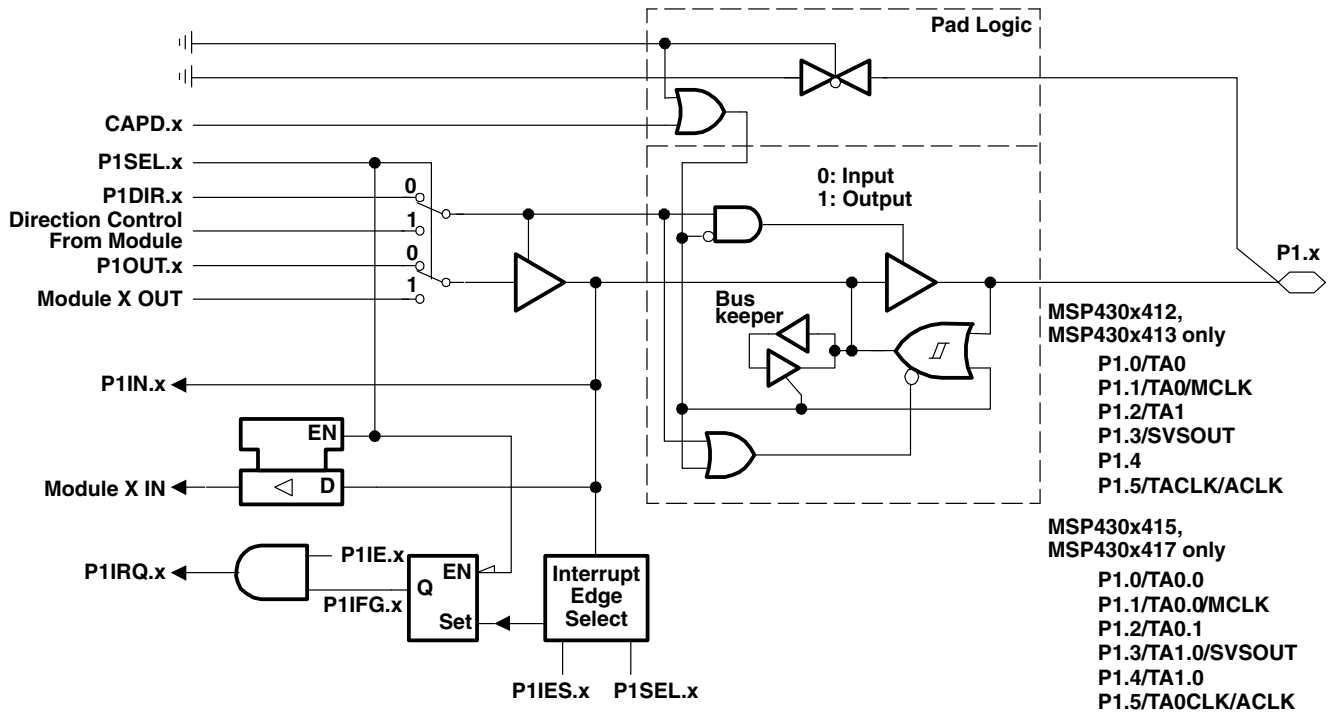 Pad Logic
CAPD.x
P1SEL.x
0: Input
1: Output
P1DIR.x
0
Direction Control
From Module
1
P1OUT.x
0
P1.x
Module X OUT
1
Bus
keeper
MSP430x412,
MSP430x413 only
P1.0/TA0
P1.1/TA0/MCLK
P1.2/TA1
P1.3/SVSOUT
P1.4
P1.5/TACLK/ACLK
P1IN.x
EN
Module X IN
D
MSP430x415,
MSP430x417 only
P1.0/TA0.0
P1.1/TA0.0/MCLK
P1.2/TA0.1
P1.3/TA1.0/SVSOUT
P1.4/TA1.0
P1.5/TA0CLK/ACLK
P1IE.x
P1IRQ.x
P1IFG.x
EN
Q
Set
Interrupt
Edge
Select
P1IES.x
P1SEL.x